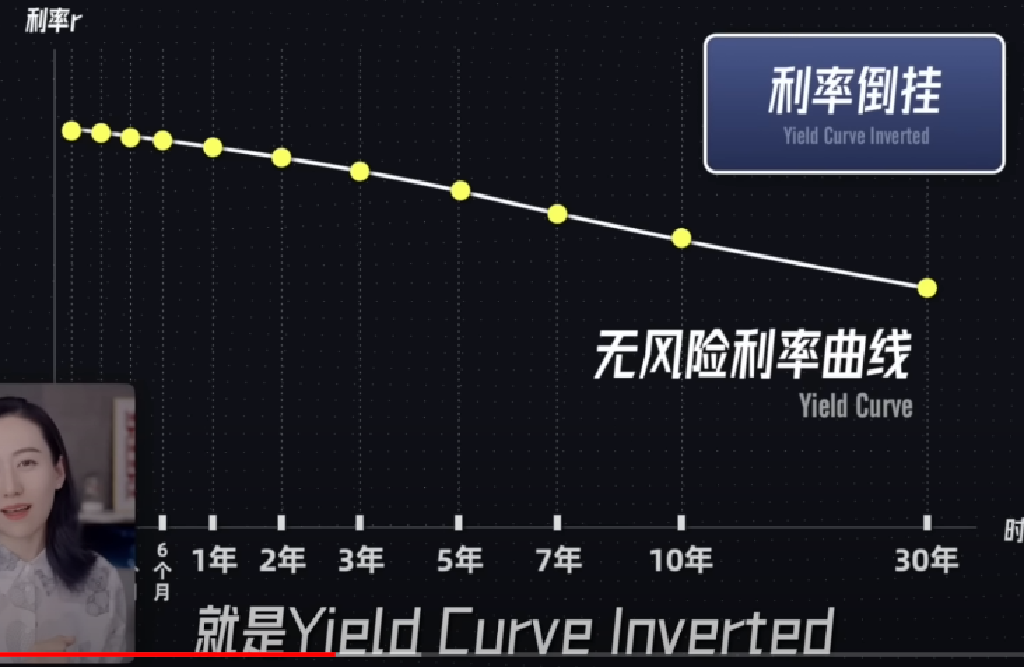 利率r
利率倒挂
Yield Curve Inverted
无风险利率曲线
Yield Curve
时
6个月
1年
2年
3年
5年
7年
10年
30年
就是Yield Curve Inverted